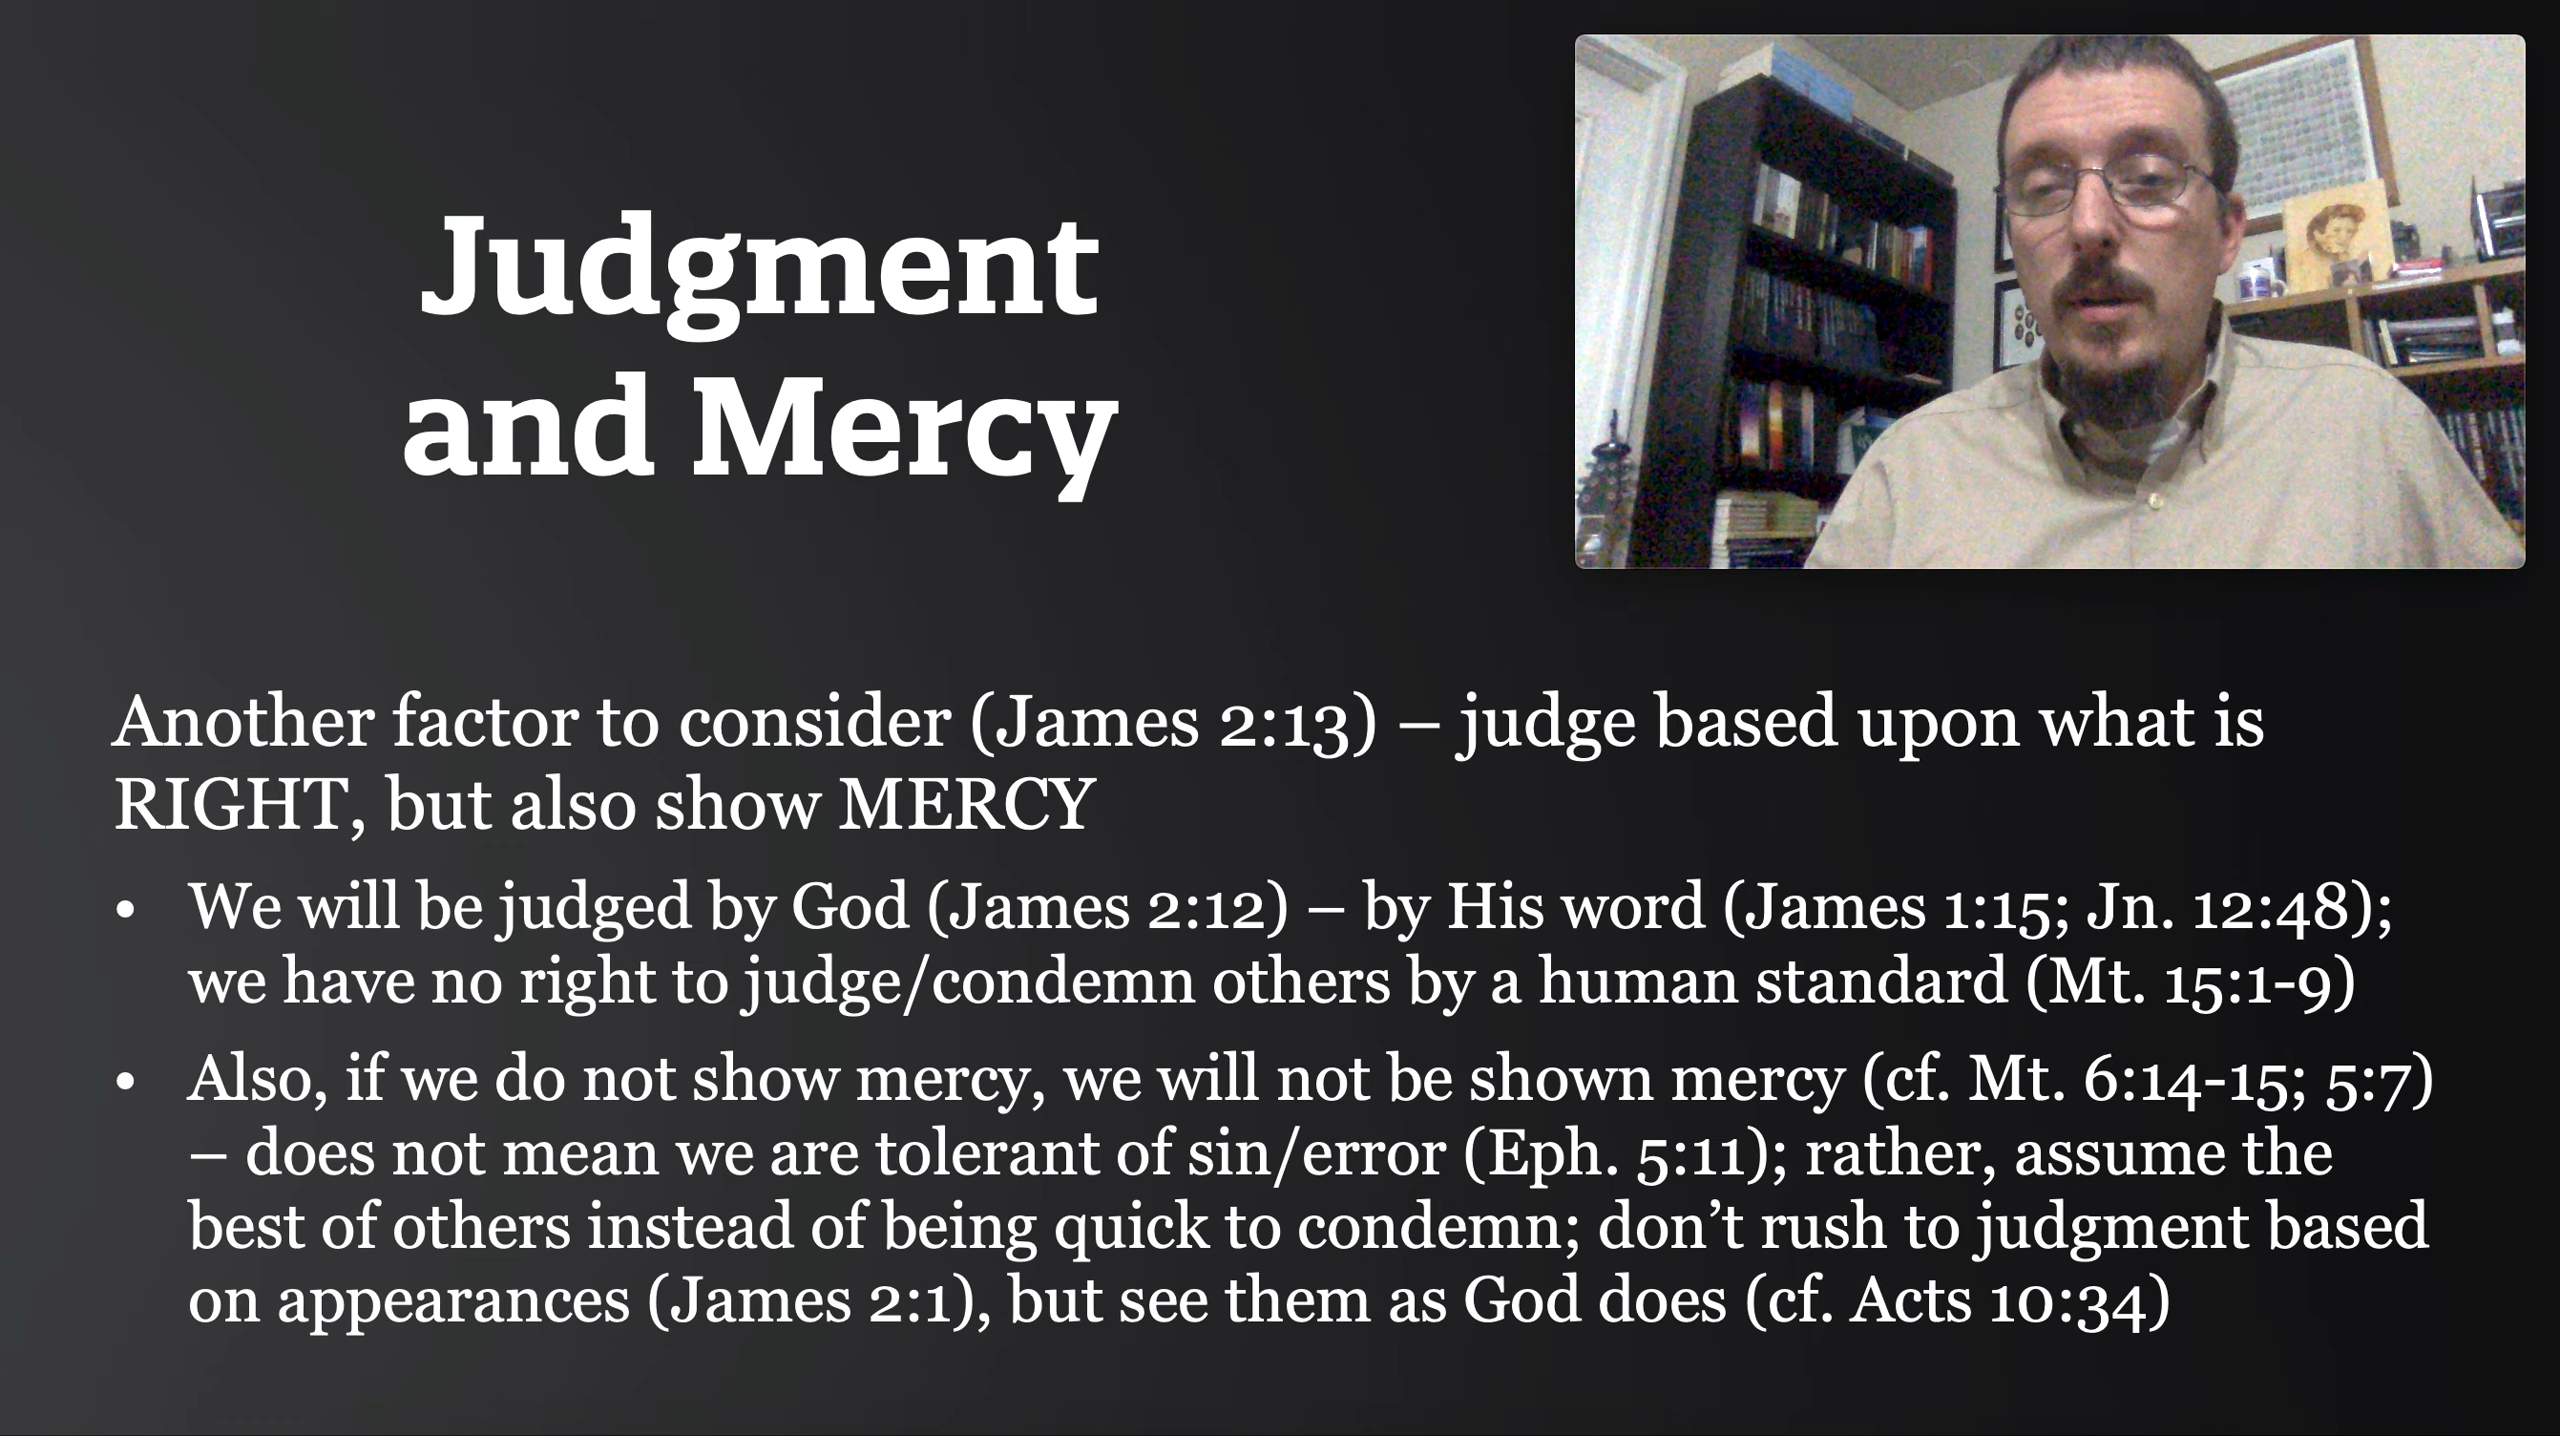 Judgment
and Mercy
Another factor to consider (James 2:13) – judge based upon what is
RIGHT, but also show MERCY
• We will be judged by God (James 2:12) – by His word (James 1:15; Jn. 12:48);
we have no right to judge/condemn others by a human standard (Mt. 15:1-9)
• Also, if we do not show mercy, we will not be shown mercy (cf. Mt. 6:14-15; 5:7)
– does not mean we are tolerant of sin/error (Eph. 5:11); rather, assume the
best of others instead of being quick to condemn; don’t rush to judgment based
on appearances (James 2:1), but see them as God does (cf. Acts 10:34)